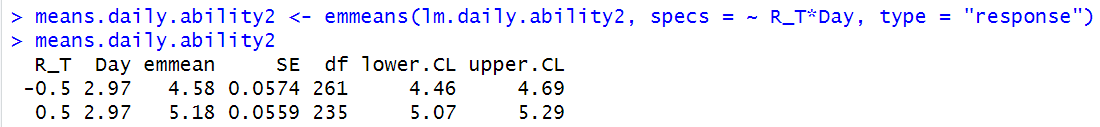 > means.daily.ability2 <- emmeans(lm.daily.ability2, specs = ~ R_T*Day, type = "response")
> means.daily.ability2
  R_T  Day emmean     SE  df lower.CL upper.CL
 -0.5 2.97   4.58 0.0574 261     4.46     4.69
  0.5 2.97   5.18 0.0559 235     5.07     5.29